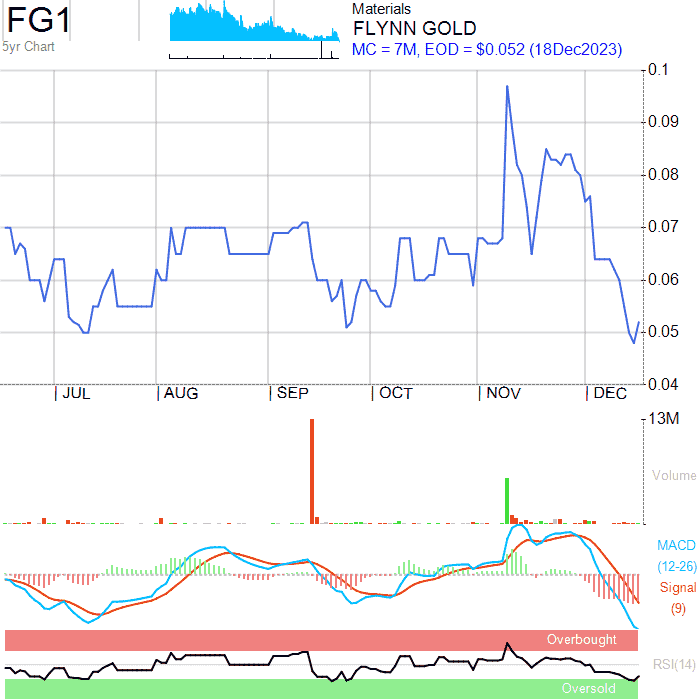 FG1
5yr Chart
Materials
FLYNN GOLD
MC = 7M, EOD = $0.052 (18Dec2023)
0.1
0.09
0.08
0.07
0.06
0.05
0.04
JUL AUG SEP OCT NOV DEC
13M
Volume
MACD
(12-26)
Signal
(9)
Overbought
RSI(14)
Oversold